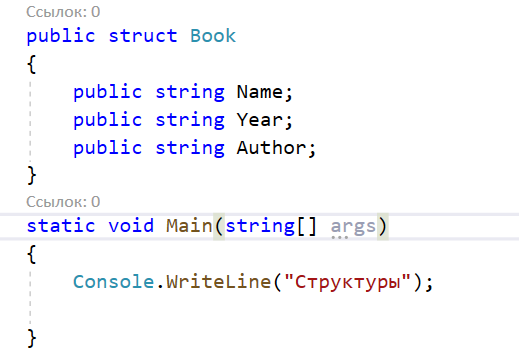 Ссылок: 0
public struct Book
{
public string Name;
public string Year;
public string Author;
}
Ссылок: 0
static void Main(string[] args)
{
Console.WriteLine("Структуры");
}